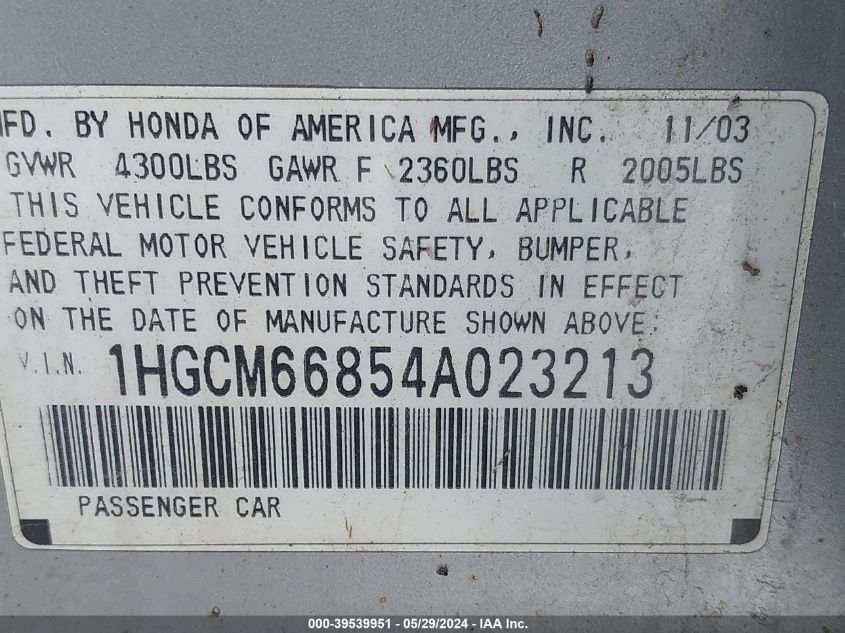 MFD. BY HONDA OF AMERICA MFG., INC. 11/03
GVWR 4300LBS GAWR F 2360LBS R 2005LBS
THIS VEHICLE CONFORMS TO ALL APPLICABLE
FEDERAL MOTOR VEHICLE SAFETY, BUMPER,
AND THEFT PREVENTION STANDARDS IN EFFECT
ON THE DATE OF MANUFACTURE SHOWN ABOVE.
V.I.N. 1HGCM66854A023213
PASSENGER CAR
000-39539951 / 05/29/2024 - IAA Inc.